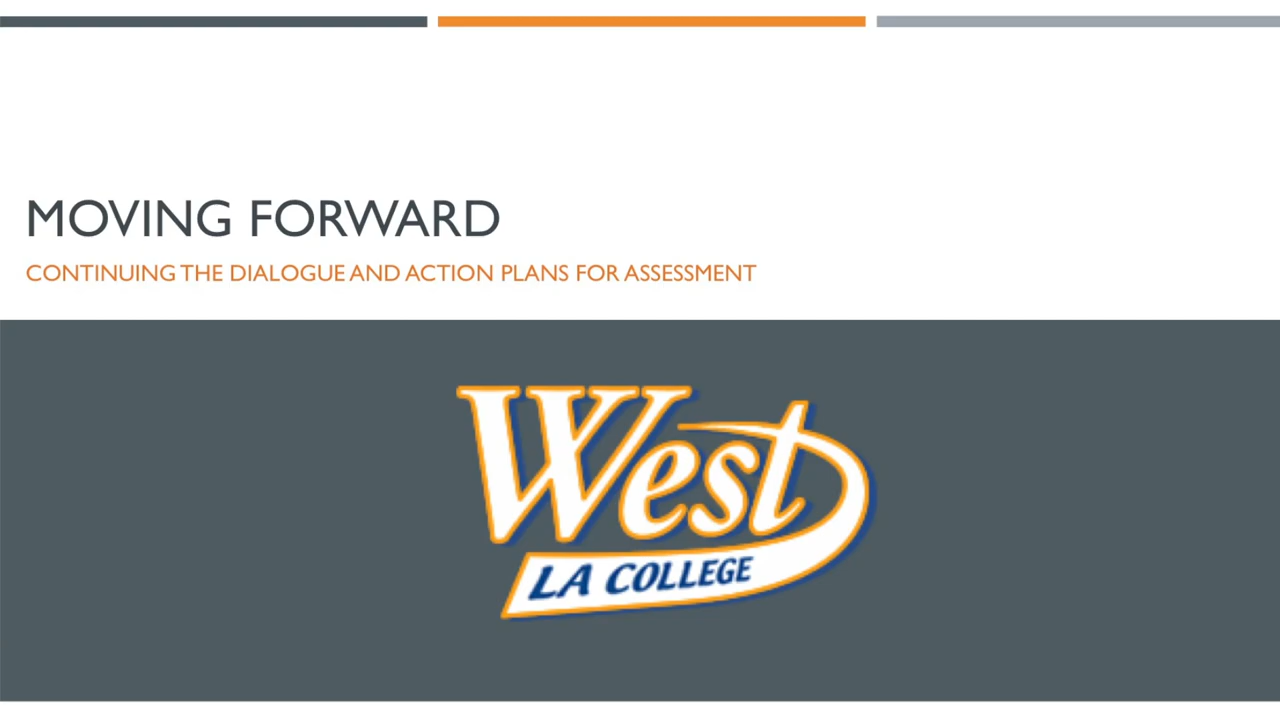 MOVING FORWARD
CONTINUING THE DIALOGUE AND ACTION PLANS FOR ASSESSMENT
West
LA COLLEGE